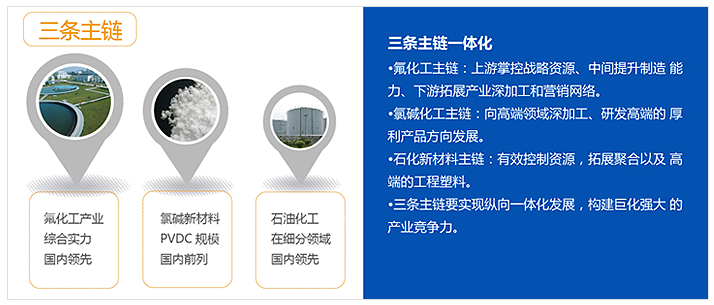 三条主链
氟化工产业
综合实力
国内领先
氯碱新材料
PVDC 规模
国内前列
石油化工
在细分领域
国内领先
三条主链一体化
•氟化工主链：上游掌控战略资源、中间提升制造 能
力、下游拓展产业深加工和营销网络。
•氯碱化工主链：向高端领域深加工、研发高端的 厚
利产品方向发展。
•石化新材料主链：有效控制资源，拓展聚合以及 高
端的工程塑料。
•三条主链要实现纵向一体化发展，构建巨化强大 的
产业竞争力。